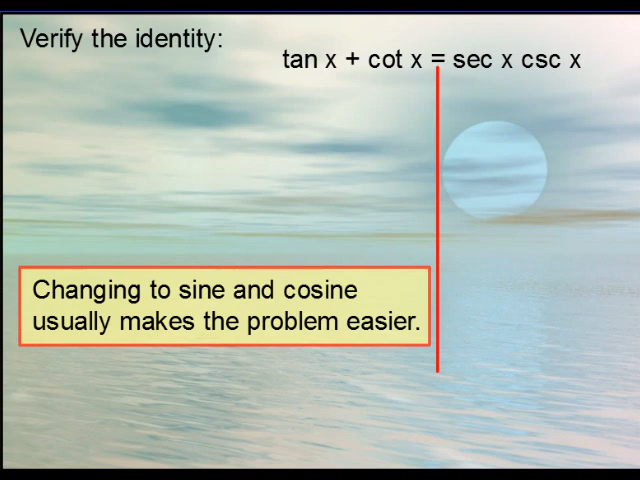 Verify the identity:
tan x + cot x = sec x csc x
Changing to sine and cosine
usually makes the problem easier.